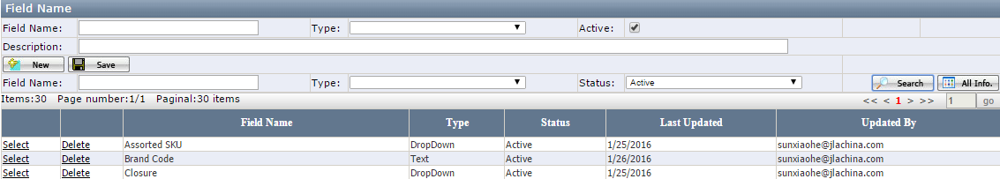 Field Name
Field Name: Type: Active:
Description:
New Save
Field Name: Type: Status: Active Search All Info.
Items:30 Page number:1/1 Paginal:30 items << < 1 > >> 1 go
Field Name Type Status Last Updated Updated By
Select Delete Assorted SKU DropDown Active 1/25/2016 sunxiaohe@jlachina.com
Select Delete Brand Code Text Active 1/26/2016 sunxiaohe@jlachina.com
Select Delete Closure DropDown Active 1/25/2016 sunxiaohe@jlachina.com